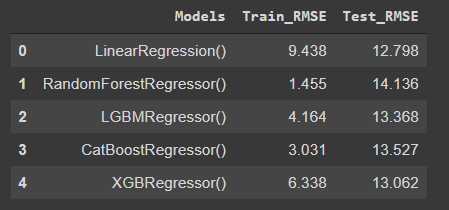 Models Train_RMSE Test_RMSE
0 LinearRegression() 9.438 12.798
1 RandomForestRegressor() 1.455 14.136
2 LGBMRegressor() 4.164 13.368
3 CatBoostRegressor() 3.031 13.527
4 XGBRegressor() 6.338 13.062